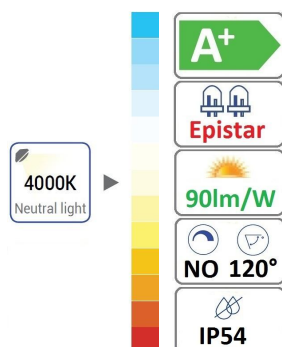 A+
Epistar
4000K
Neutral light
90lm/W
NO 120°
IP54